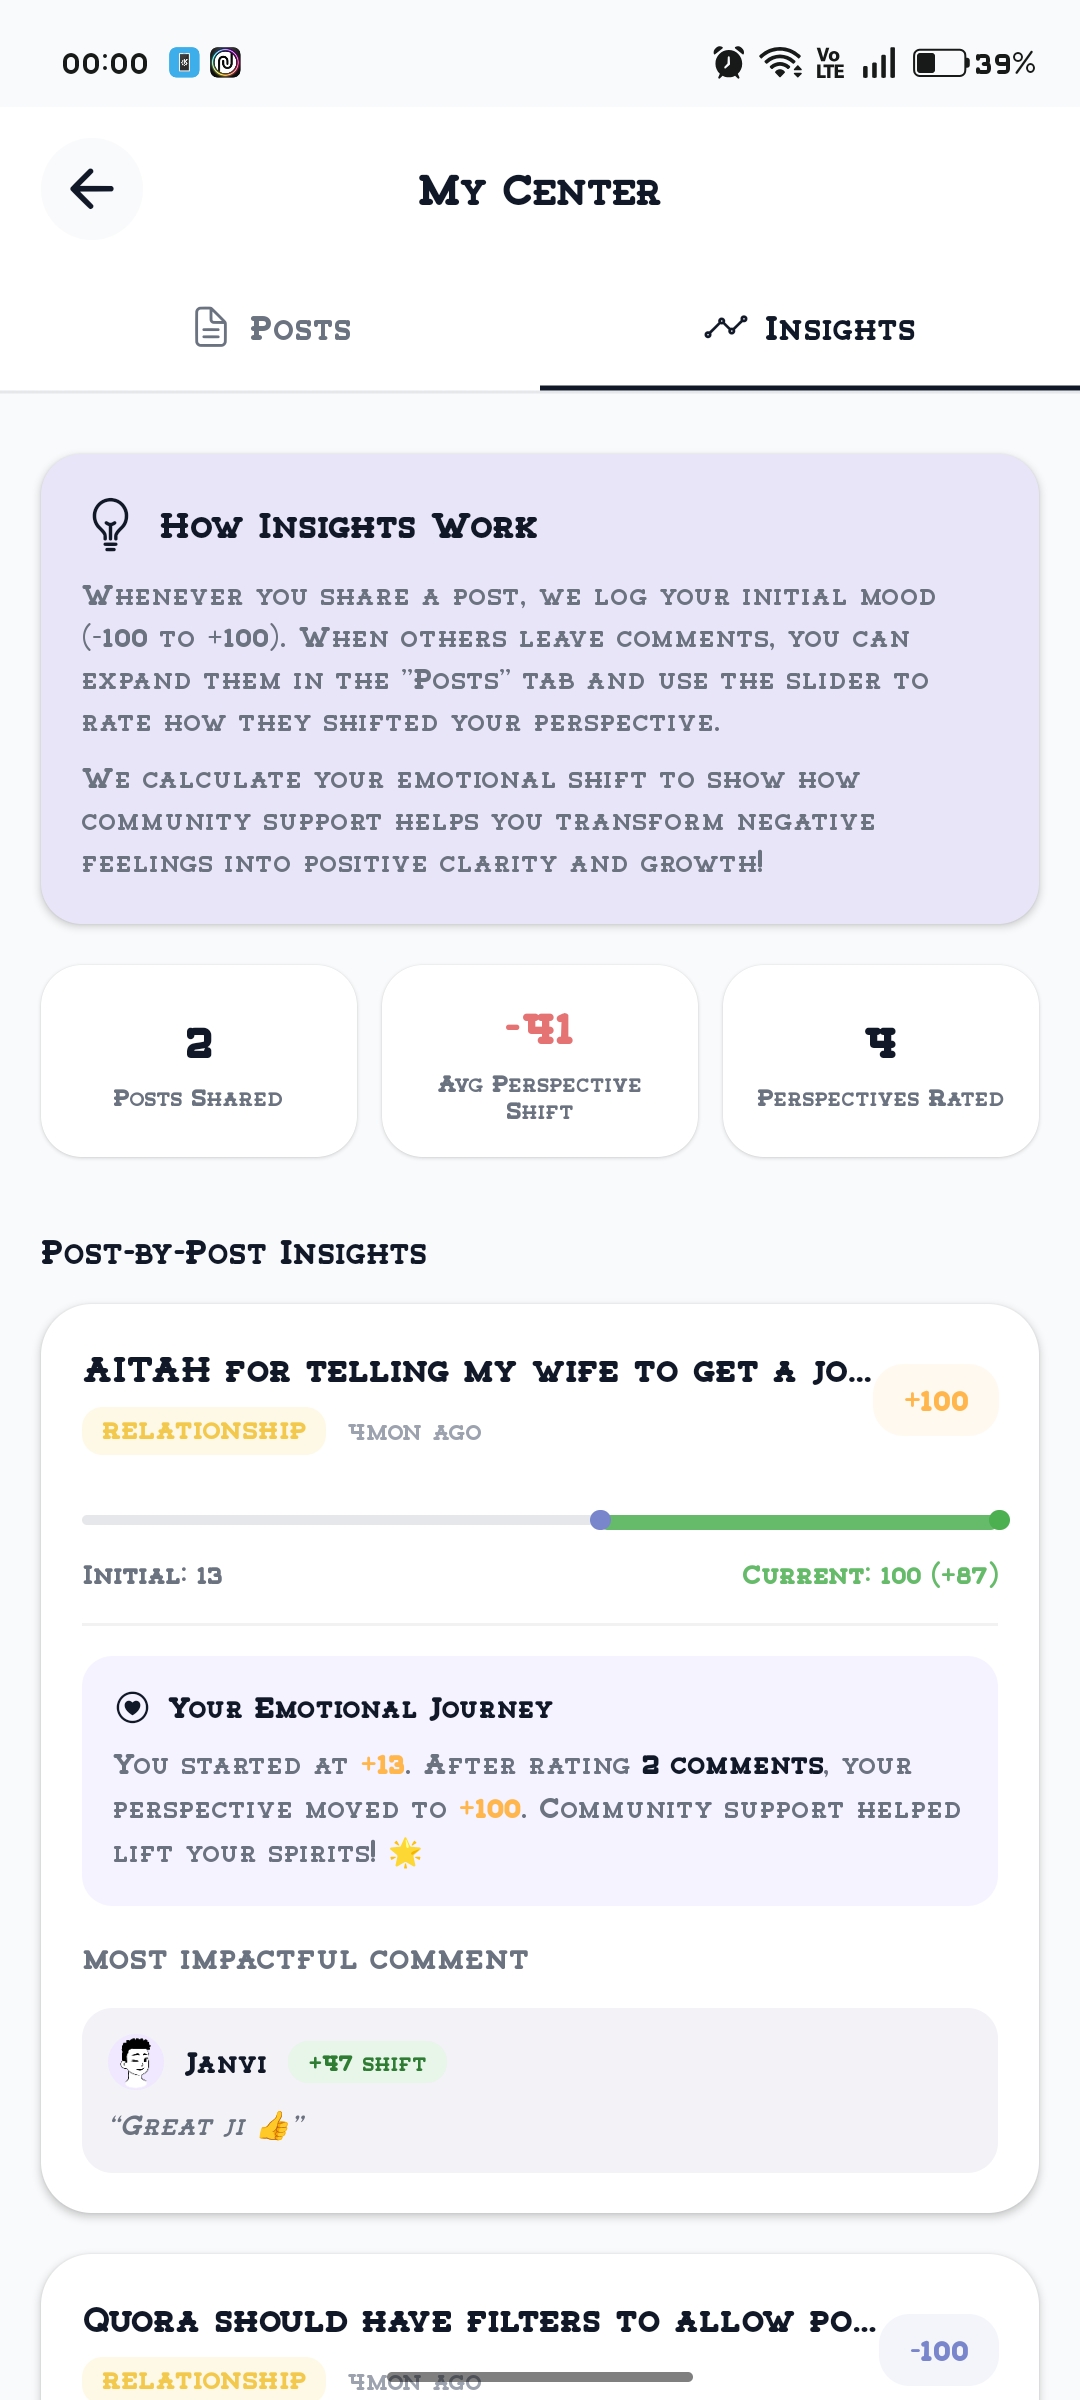 00:00
Vo LTE 39%
My Center
Posts
Insights
How Insights Work
Whenever you share a post, we log your initial mood
(-100 to +100). When others leave comments, you can
expand them in the "Posts" tab and use the slider to
rate how they shifted your perspective.
We calculate your emotional shift to show how
community support helps you transform negative
feelings into positive clarity and growth!
2
Posts Shared
-41
Avg Perspective
Shift
4
Perspectives Rated
Post-by-Post Insights
AITAH for telling my wife to get a jo...
+100
RELATIONSHIP
4mon ago
Initial: 13
Current: 100 (+87)
Your Emotional Journey
You started at +13. After rating 2 comments, your
perspective moved to +100. Community support helped
lift your spirits! 🌟
MOST IMPACTFUL COMMENT
Janvi
+47 shift
"Great ji 👍"
Quora should have filters to allow po...
-100
RELATIONSHIP
4mon ago